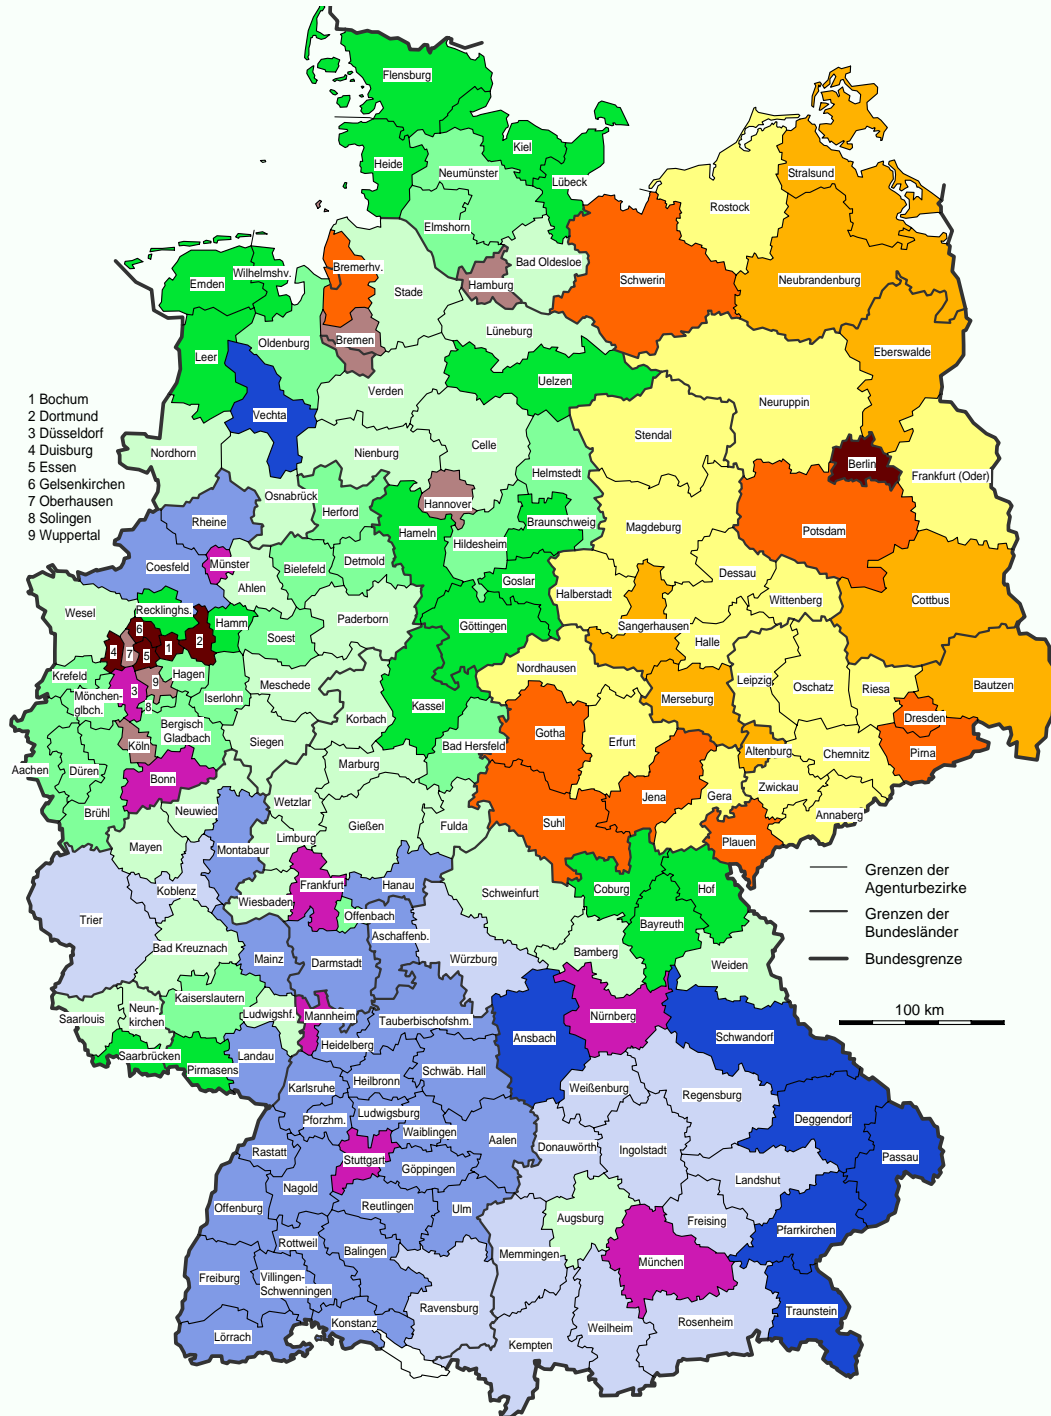 Flensburg
Kiel
Heide
Neumünster
Stralsund
Lübeck
Rostock
Elmshorn
Bad Oldesloe
Bremerhv.
Wilhelmshv.
Emden
Hamburg
Schwerin
Neubrandenburg
Stade
Lüneburg
Oldenburg
Bremen
Eberswalde
Leer
Uelzen
Verden
Neuruppin
1 Bochum
2 Dortmund
3 Düsseldorf
4 Duisburg
5 Essen
6 Gelsenkirchen
7 Oberhausen
8 Solingen
9 Wuppertal
Vechta
Stendal
Celle
Nordhorn
Nienburg
Berlin
Helmstedt
Frankfurt (Oder)
Osnabrück
Hannover
Herford
Rheine
Braunschweig
Magdeburg
Hameln
Potsdam
Hildesheim
Münster
Coesfeld
Bielefeld
Detmold
Dessau
Goslar
Ahlen
Halberstadt
Wittenberg
Cottbus
Wesel
Recklinghs.
Hamm
Paderborn
Göttingen
Sangerhausen
6
2
Soest
Halle
4
7
5
1
Nordhausen
Krefeld
Hagen
9
Meschede
Leipzig
Oschatz
Riesa
Bautzen
3
Mönchen-
glbch.
8
Iserlohn
Merseburg
Kassel
Korbach
Dresden
Bergisch
Gladbach
Köln
Siegen
Bad Hersfeld
Gotha
Erfurt
Altenburg
Chemnitz
Pirna
Aachen
Düren
Bonn
Marburg
Zwickau
Jena
Gera
Wetzlar
Neuwied
Brühl
Gießen
Fulda
Suhl
Annaberg
Limburg
Mayen
Montabaur
Plauen
Frankfurt
Hanau
Koblenz
Schweinfurt
Coburg
Hof
Wiesbaden
Grenzen der
Agenturbezirke
Trier
Offenbach
Bayreuth
Grenzen der
Bundesländer
Aschaffenb.
Bad Kreuznach
Mainz
Darmstadt
Würzburg
Bamberg
Weiden
Bundesgrenze
Kaiserslautern
Saarlouis
Neun-
kirchen
Ludwigshf.
Mannheim
Tauberbischofshm.
Nürnberg
100 km
Ansbach
Schwandorf
Heidelberg
Saarbrücken
Landau
Pirmasens
Schwäb. Hall
Karlsruhe
Heilbronn
Weißenburg
Regensburg
Pforzhm.
Ludwigsburg
Waiblingen
Deggendorf
Aalen
Rastatt
Stuttgart
Donauwörth
Ingolstadt
Passau
Göppingen
Nagold
Landshut
Offenburg
Reutlingen
Ulm
Augsburg
Freising
Pfarrkirchen
Rottweil
Balingen
Memmingen
München
Freiburg
Villingen-
Schwenningen
Ravensburg
Traunstein
Konstanz
Weilheim
Rosenheim
Lörrach
Kempten